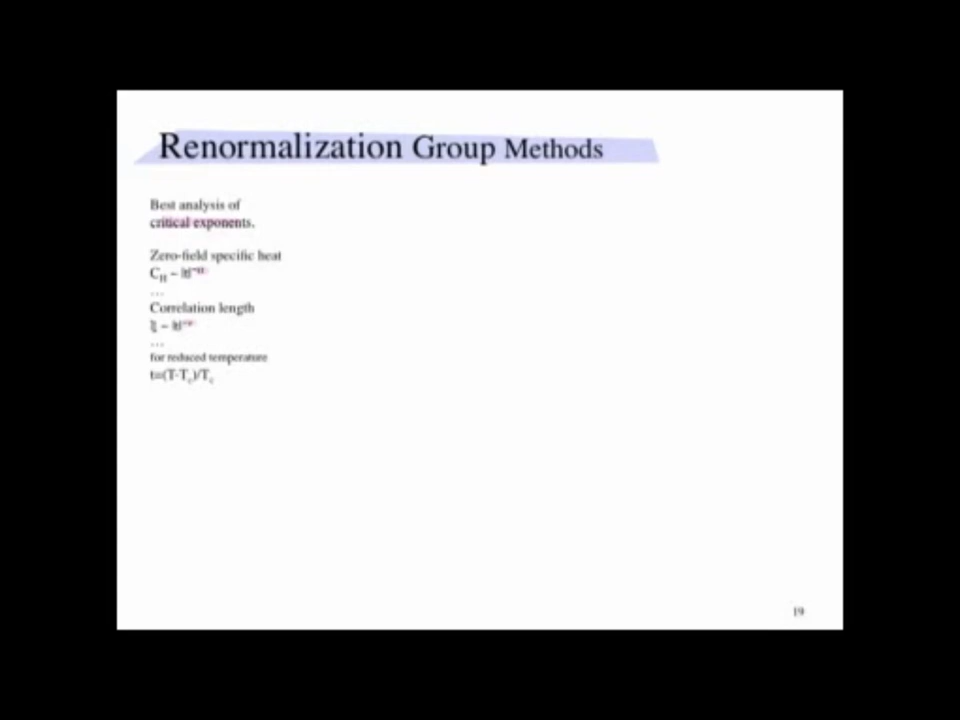 Renormalization Group Methods
Best analysis of
critical exponents.
Zero-field specific heat
C_H ~ |t|^-α
...
Correlation length
ξ ~ |t|^-ν
...
for reduced temperature
t=(T-T_c)/T_c
19